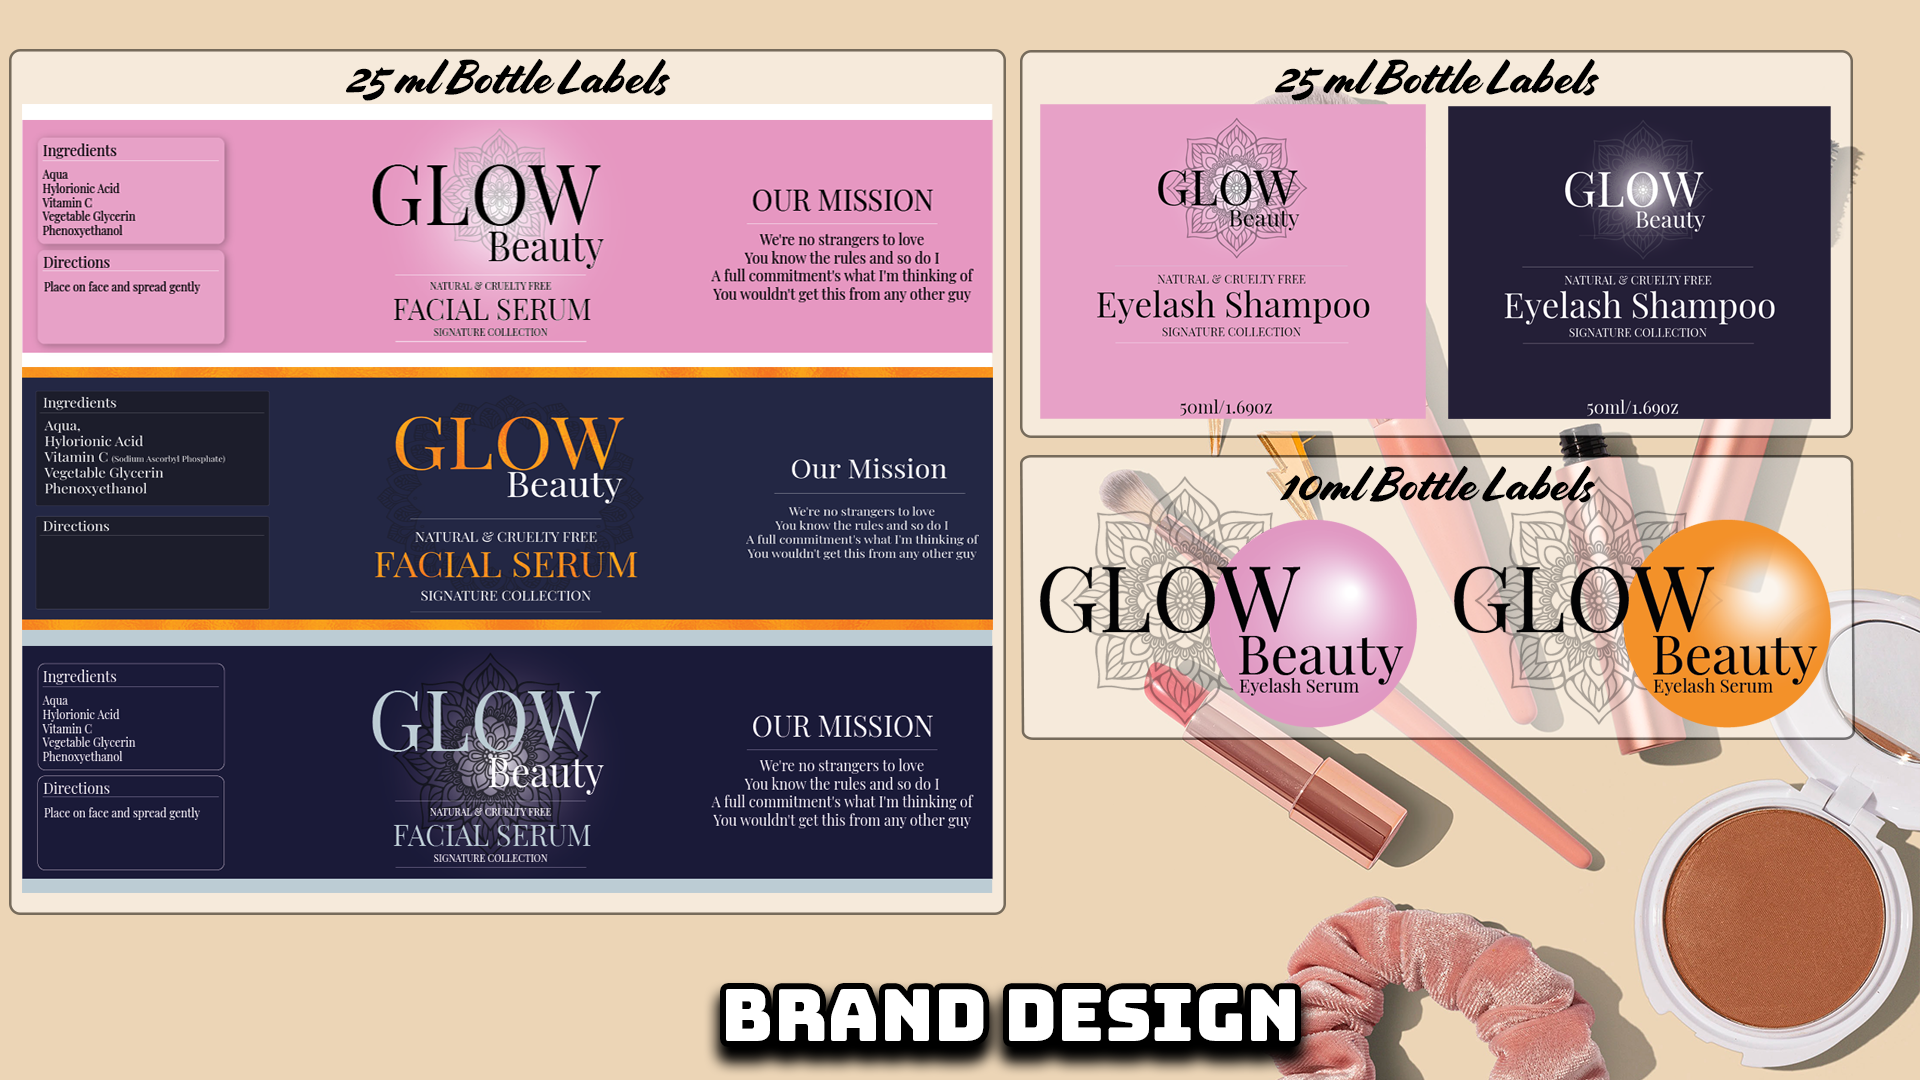 25 ml Bottle Labels
Ingredients
Aqua
Hylorionic Acid
Vitamin C
Vegetable Glycerin
Phenoxyethanol
Directions
Place on face and spread gently
GLOW
Beauty
NATURAL & CRUELTY FREE
FACIAL SERUM
SIGNATURE COLLECTION
OUR MISSION
We're no strangers to love
You know the rules and so do I
A full commitment's what I'm thinking of
You wouldn't get this from any other guy
Ingredients
Aqua,
Hylorionic Acid
Vitamin C (Sodium Ascorbyl Phosphate)
Vegetable Glycerin
Phenoxyethanol
Directions
GLOW
Beauty
NATURAL & CRUELTY FREE
FACIAL SERUM
SIGNATURE COLLECTION
Our Mission
We're no strangers to love
You know the rules and so do I
A full commitment's what I'm thinking of
You wouldn't get this from any other guy
Ingredients
Aqua
Hylorionic Acid
Vitamin C
Vegetable Glycerin
Phenoxyethanol
Directions
Place on face and spread gently
GLOW
Beauty
NATURAL & CRUELTY FREE
FACIAL SERUM
SIGNATURE COLLECTION
OUR MISSION
We're no strangers to love
You know the rules and so do I
A full commitment's what I'm thinking of
You wouldn't get this from any other guy
25 ml Bottle Labels
GLOW
Beauty
NATURAL & CRUELTY FREE
Eyelash Shampoo
SIGNATURE COLLECTION
50ml/1.69oz
GLOW
Beauty
NATURAL & CRUELTY FREE
Eyelash Shampoo
SIGNATURE COLLECTION
50ml/1.69oz
10ml Bottle Labels
GLOW
Beauty
Eyelash Serum
GLOW
Beauty
Eyelash Serum
BRAND DESIGN